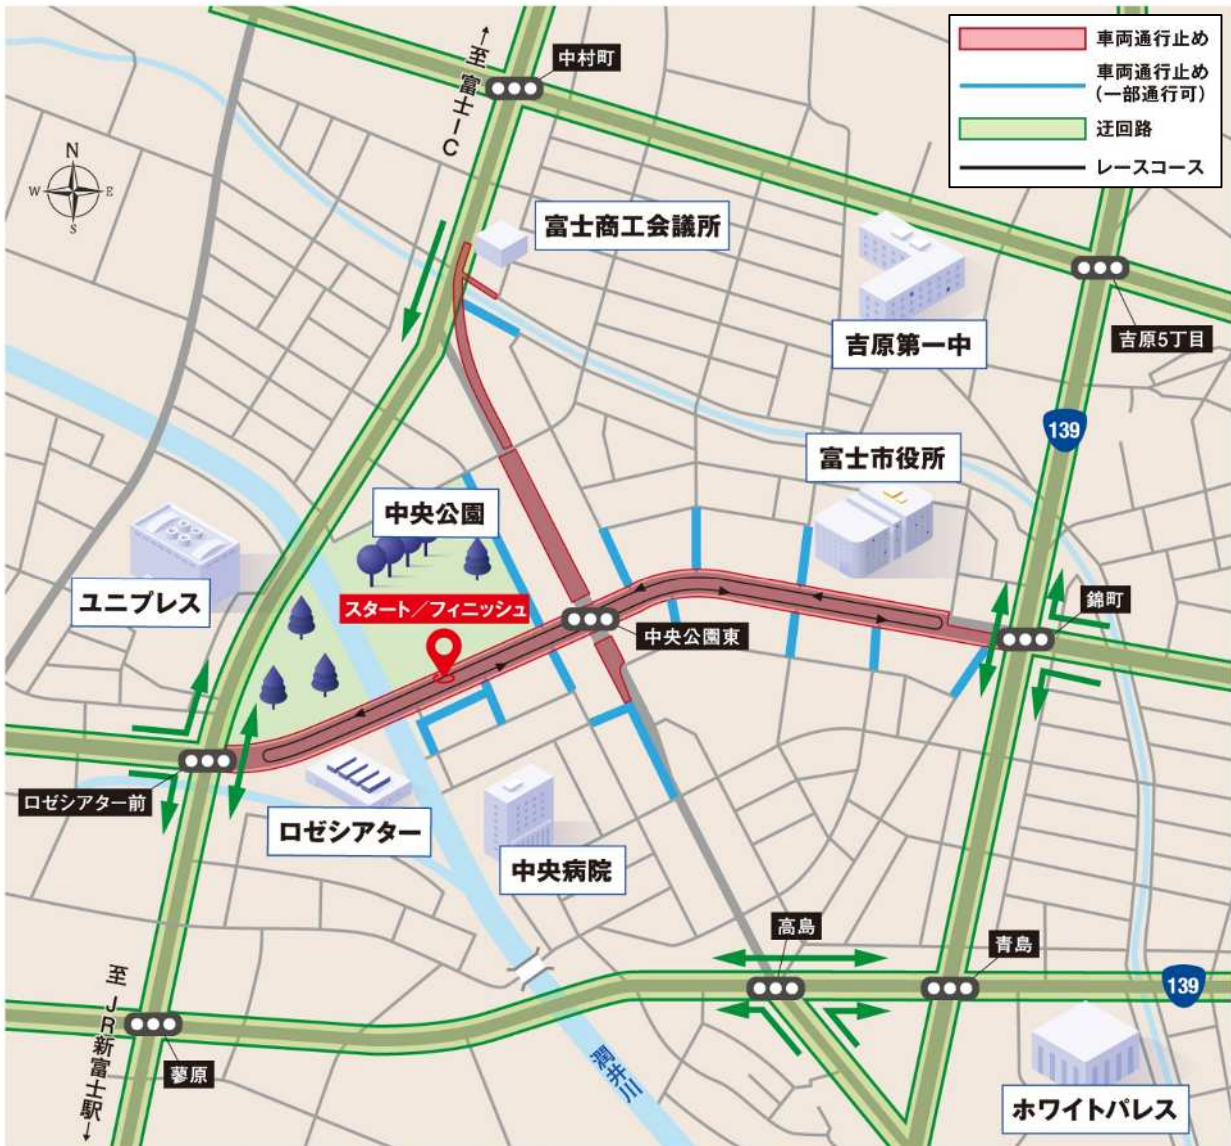 車両通行止め
車両通行止め
(一部通行可)
迂回路
レースコース
中村町
←至富士IC
N
W
E
S
富士商工会議所
吉原第一中
吉原5丁目
139
富士市役所
中央公園
ユニプレス
スタート／フィニッシュ
錦町
中央公園東
ロゼシアター前
ロゼシアター
中央病院
高島
青島
139
至JR新富士駅→
蓼原
潤井川
ホワイトパレス